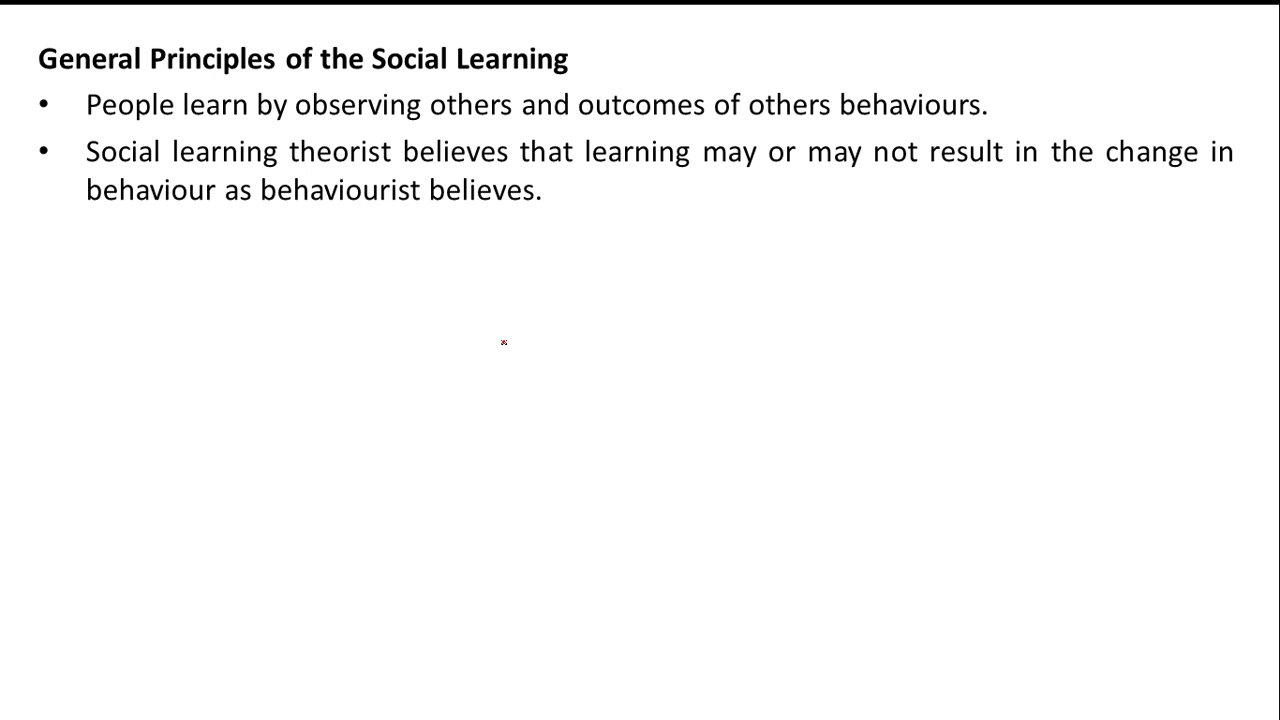 General Principles of the Social Learning
• People learn by observing others and outcomes of others behaviours.
• Social learning theorist believes that learning may or may not result in the change in
behaviour as behaviourist believes.